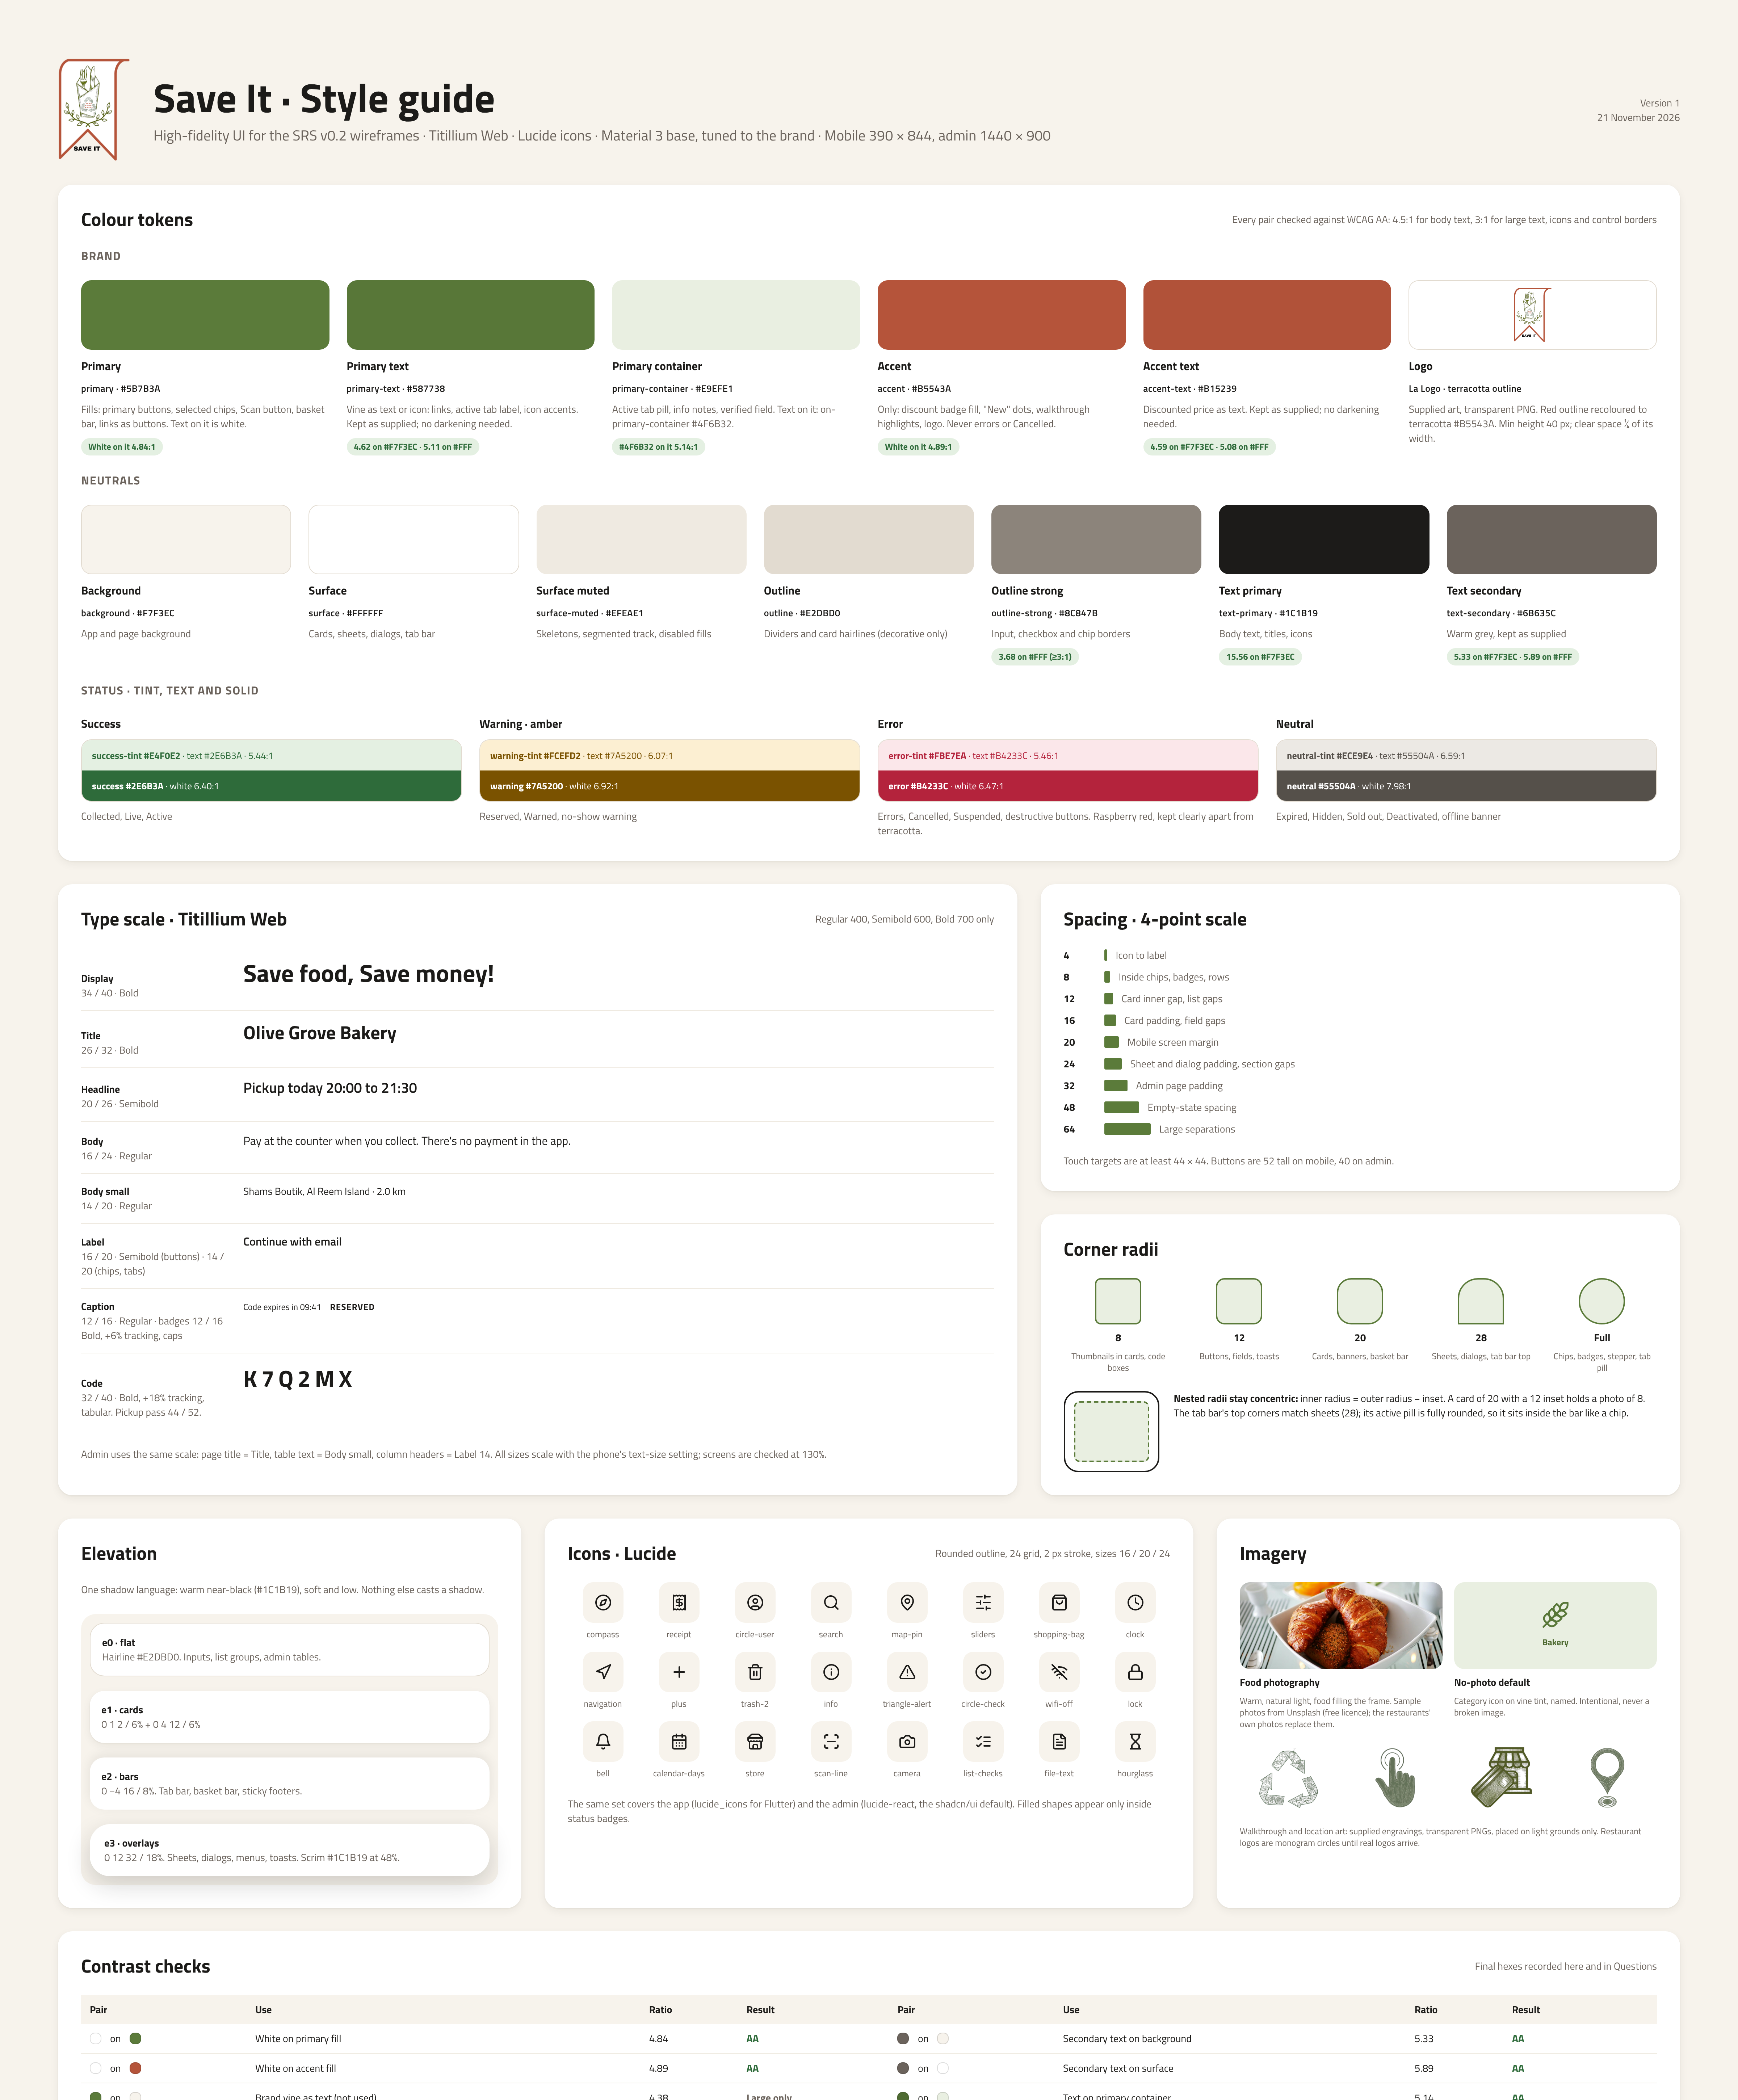 SAVE IT
Save It · Style guide
High-fidelity UI for the SRS v0.2 wireframes · Titillium Web · Lucide icons · Material 3 base, tuned to the brand · Mobile 390 × 844, admin 1440 × 900
Version 1
21 November 2026
Colour tokens
Every pair checked against WCAG AA: 4.5:1 for body text, 3:1 for large text, icons and control borders
BRAND
Primary
primary · #5B7B3A
Fills: primary buttons, selected chips, Scan button, basket
bar, links as buttons. Text on it is white.
White on it 4.84:1
Primary text
primary-text · #587738
Vine as text or icon: links, active tab label, icon accents.
Kept as supplied; no darkening needed.
4.62 on #F7F3EC · 5.11 on #FFF
Primary container
primary-container · #E9EFE1
Active tab pill, info notes, verified field. Text on it: on-
primary-container #4F6B32.
#4F6B32 on it 5.14:1
Accent
accent · #B5543A
Only: discount badge fill, "New" dots, walkthrough
highlights, logo. Never errors or Cancelled.
White on it 4.89:1
Accent text
accent-text · #B15239
Discounted price as text. Kept as supplied; no darkening
needed.
4.59 on #F7F3EC · 5.08 on #FFF
SAVE IT
Logo
La Logo · terracotta outline
Supplied art, transparent PNG. Red outline recoloured to
terracotta #B5543A. Min height 40 px; clear space ¼ of its
width.
NEUTRALS
Background
background · #F7F3EC
App and page background
Surface
surface · #FFFFFF
Cards, sheets, dialogs, tab bar
Surface muted
surface-muted · #EFEAE1
Skeletons, segmented track, disabled fills
Outline
outline · #E2DBD0
Dividers and card hairlines (decorative only)
Outline strong
outline-strong · #8C847B
Input, checkbox and chip borders
3.68 on #FFF (≥3:1)
Text primary
text-primary · #1C1B19
Body text, titles, icons
15.56 on #F7F3EC
Text secondary
text-secondary · #6B635C
Warm grey, kept as supplied
5.33 on #F7F3EC · 5.89 on #FFF
STATUS · TINT, TEXT AND SOLID
Success
success-tint #E4F0E2 · text #2E6B3A · 5.44:1
success #2E6B3A · white 6.40:1
Collected, Live, Active
Warning · amber
warning-tint #FCEFD2 · text #7A5200 · 6.07:1
warning #7A5200 · white 6.92:1
Reserved, Warned, no-show warning
Error
error-tint #FBE7EA · text #B4233C · 5.46:1
error #B4233C · white 6.47:1
Errors, Cancelled, Suspended, destructive buttons. Raspberry red, kept clearly apart from
terracotta.
Neutral
neutral-tint #ECE9E4 · text #55504A · 6.59:1
neutral #55504A · white 7.98:1
Expired, Hidden, Sold out, Deactivated, offline banner
Type scale · Titillium Web
Regular 400, Semibold 600, Bold 700 only
Display
34 / 40 · Bold
Save food, Save money!
Title
26 / 32 · Bold
Olive Grove Bakery
Headline
20 / 26 · Semibold
Pickup today 20:00 to 21:30
Body
16 / 24 · Regular
Pay at the counter when you collect. There's no payment in the app.
Body small
14 / 20 · Regular
Shams Boutik, Al Reem Island · 2.0 km
Label
16 / 20 · Semibold (buttons) · 14 /
20 (chips, tabs)
Continue with email
Caption
12 / 16 · Regular · badges 12 / 16
Bold, +6% tracking, caps
Code expires in 09:41 RESERVED
Code
32 / 40 · Bold, +18% tracking,
tabular. Pickup pass 44 / 52.
K7Q2MX
Admin uses the same scale: page title = Title, table text = Body small, column headers = Label 14. All sizes scale with the phone's text-size setting; screens are checked at 130%.
Spacing · 4-point scale
4 Icon to label
8 Inside chips, badges, rows
12 Card inner gap, list gaps
16 Card padding, field gaps
20 Mobile screen margin
24 Sheet and dialog padding, section gaps
32 Admin page padding
48 Empty-state spacing
64 Large separations
Touch targets are at least 44 × 44. Buttons are 52 tall on mobile, 40 on admin.
Corner radii
8
Thumbnails in cards, code
boxes
12
Buttons, fields, toasts
20
Cards, banners, basket bar
28
Sheets, dialogs, tab bar top
Full
Chips, badges, stepper, tab
pill
Nested radii stay concentric: inner radius = outer radius − inset. A card of 20 with a 12 inset holds a photo of 8.
The tab bar's top corners match sheets (28); its active pill is fully rounded, so it sits inside the bar like a chip.
Elevation
One shadow language: warm near-black (#1C1B19), soft and low. Nothing else casts a shadow.
e0 · flat
Hairline #E2DBD0. Inputs, list groups, admin tables.
e1 · cards
0 1 2 / 6% + 0 4 12 / 6%
e2 · bars
0 −4 16 / 8%. Tab bar, basket bar, sticky footers.
e3 · overlays
0 12 32 / 18%. Sheets, dialogs, menus, toasts. Scrim #1C1B19 at 48%.
Icons · Lucide
Rounded outline, 24 grid, 2 px stroke, sizes 16 / 20 / 24
compass receipt circle-user search map-pin sliders shopping-bag clock
navigation plus trash-2 info triangle-alert circle-check wifi-off lock
bell calendar-days store scan-line camera list-checks file-text hourglass
The same set covers the app (lucide_icons for Flutter) and the admin (lucide-react, the shadcn/ui default). Filled shapes appear only inside
status badges.
Imagery
Bakery
Food photography
Warm, natural light, food filling the frame. Sample
photos from Unsplash (free licence); the restaurants'
own photos replace them.
No-photo default
Category icon on vine tint, named. Intentional, never a
broken image.
Walkthrough and location art: supplied engravings, transparent PNGs, placed on light grounds only. Restaurant
logos are monogram circles until real logos arrive.
Contrast checks
Final hexes recorded here and in Questions
Pair Use Ratio Result Pair Use Ratio Result
on White on primary fill 4.84 AA on Secondary text on background 5.33 AA
on White on accent fill 4.89 AA on Secondary text on surface 5.89 AA
on Brand vine as text (not used) 4.38 Large only on Text on primary container 5.14 AA